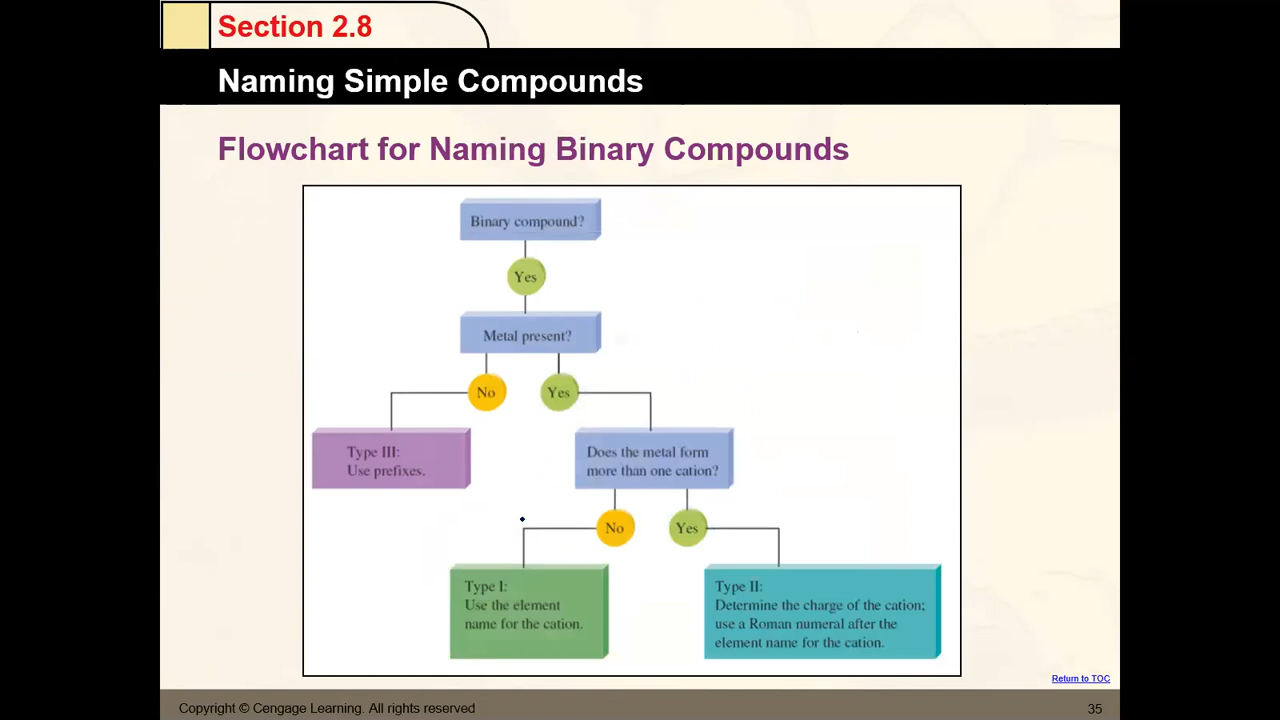 Section 2.8
Naming Simple Compounds
Flowchart for Naming Binary Compounds
Binary compound?
Yes
Metal present?
No
Yes
Type III:
Use prefixes.
Does the metal form
more than one cation?
No
Yes
Type I:
Use the element
name for the cation.
Type II:
Determine the charge of the cation;
use a Roman numeral after the
element name for the cation.
Return to TOC
Copyright © Cengage Learning. All rights reserved
35